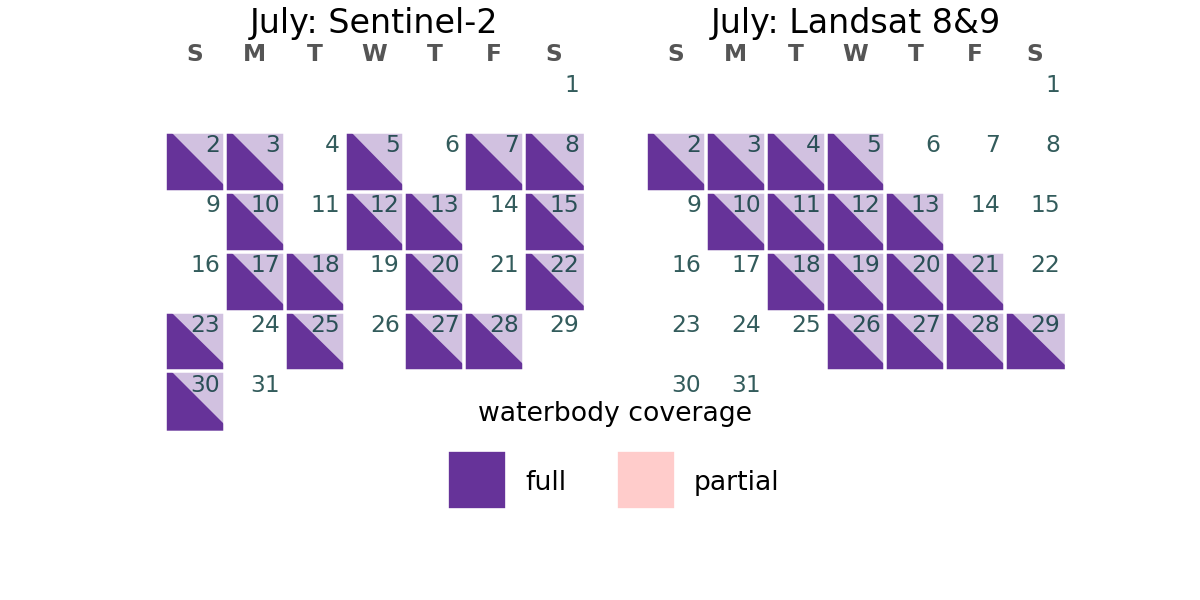 July: Sentinel-2
S M T W T F S
1
2 3 4 5 6 7 8
9 10 11 12 13 14 15
16 17 18 19 20 21 22
23 24 25 26 27 28 29
30 31
July: Landsat 8&9
S M T W T F S
1
2 3 4 5 6 7 8
9 10 11 12 13 14 15
16 17 18 19 20 21 22
23 24 25 26 27 28 29
30 31
waterbody coverage
full partial